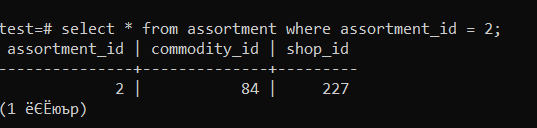 test=# select * from assortment where assortment_id = 2;
 assortment_id | commodity_id | shop_id
---------------+--------------+---------
             2 |           84 |     227
(1 ёЄЁюър)